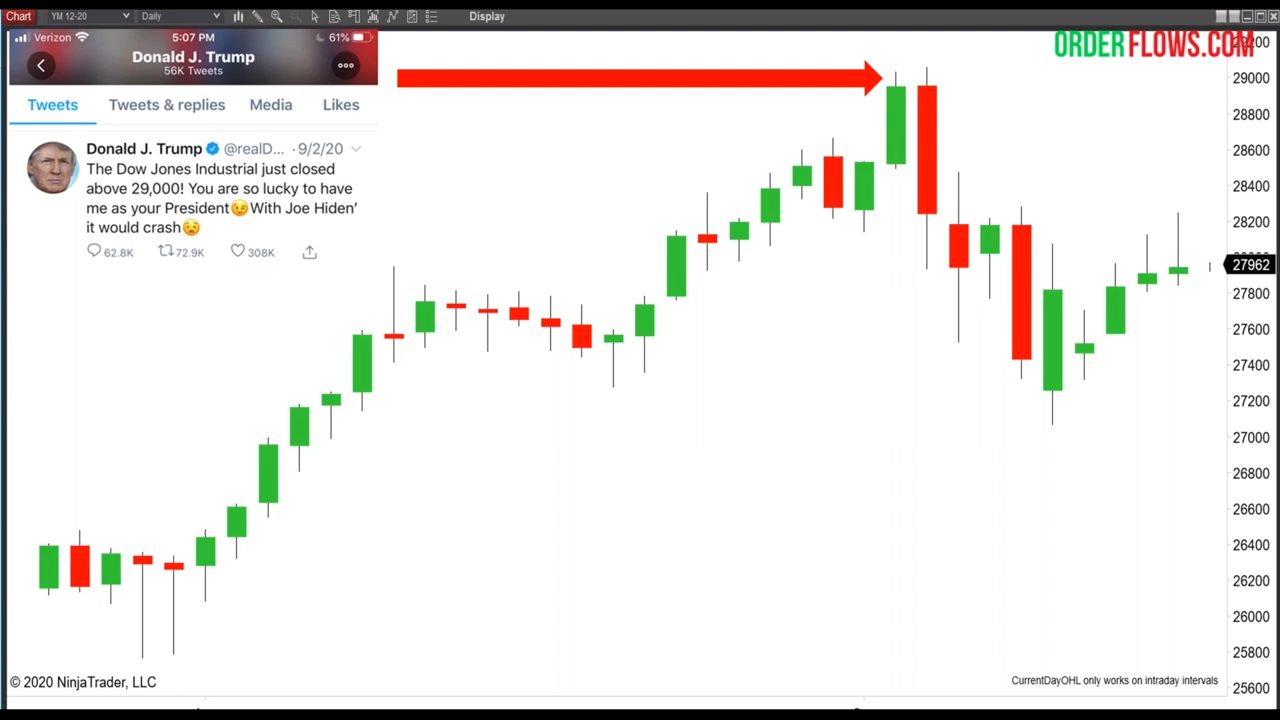 Chart
YM 12-20
Daily
Display
Verizon
5:07 PM
61%
Donald J. Trump
56K Tweets
Tweets
Tweets & replies
Media
Likes
Donald J. Trump @realD... · 9/2/20
The Dow Jones Industrial just closed
above 29,000! You are so lucky to have
me as your President😉With Joe Hiden’
it would crash😟
62.8K
72.9K
308K
ORDERFLOWS.COM
29200
29000
28800
28600
28400
28200
27962
27800
27600
27400
27200
27000
26800
26600
26400
26200
26000
25800
25600
© 2020 NinjaTrader, LLC
CurrentDayOHL only works on intraday intervals